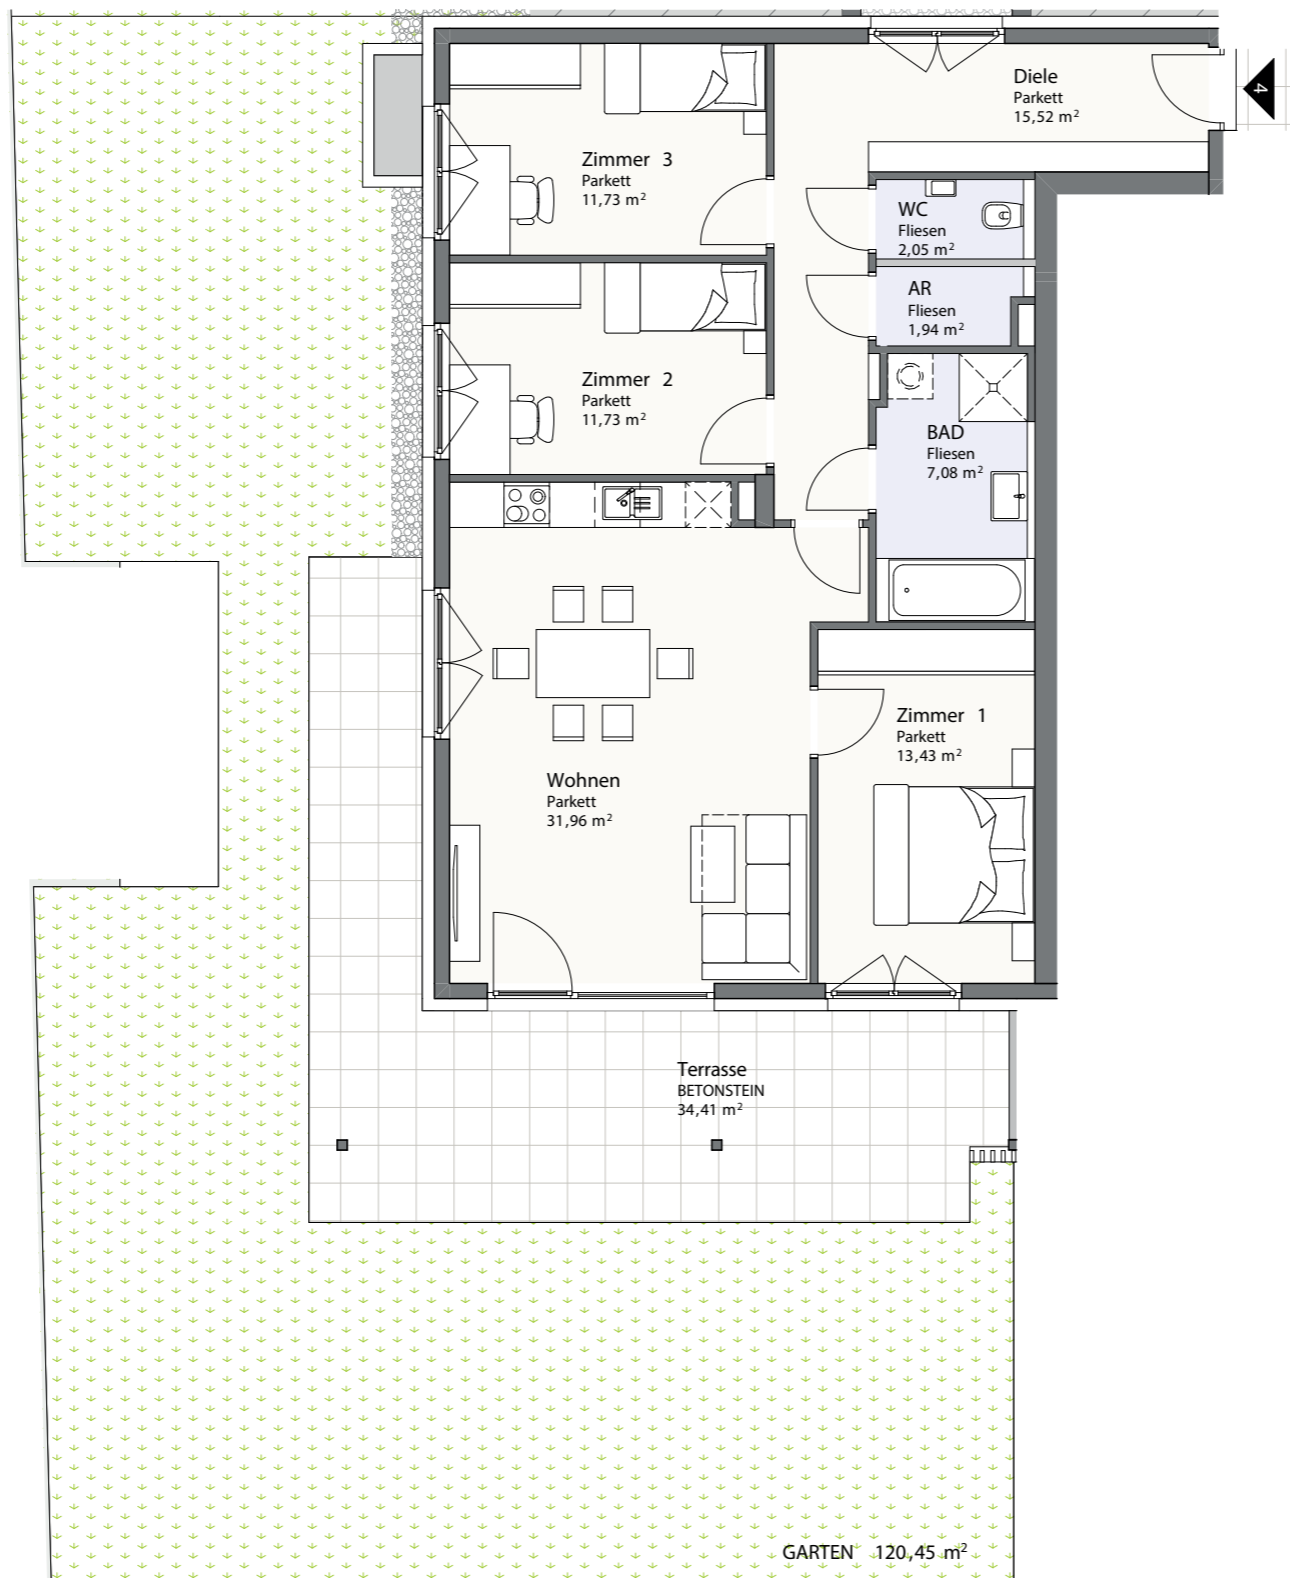 Diele
Parkett
15,52 m²
4
Zimmer 3
Parkett
11,73 m²
WC
Fliesen
2,05 m²
AR
Fliesen
1,94 m²
Zimmer 2
Parkett
11,73 m²
BAD
Fliesen
7,08 m²
Zimmer 1
Parkett
13,43 m²
Wohnen
Parkett
31,96 m²
Terrasse
BETONSTEIN
34,41 m²
GARTEN 120,45 m²